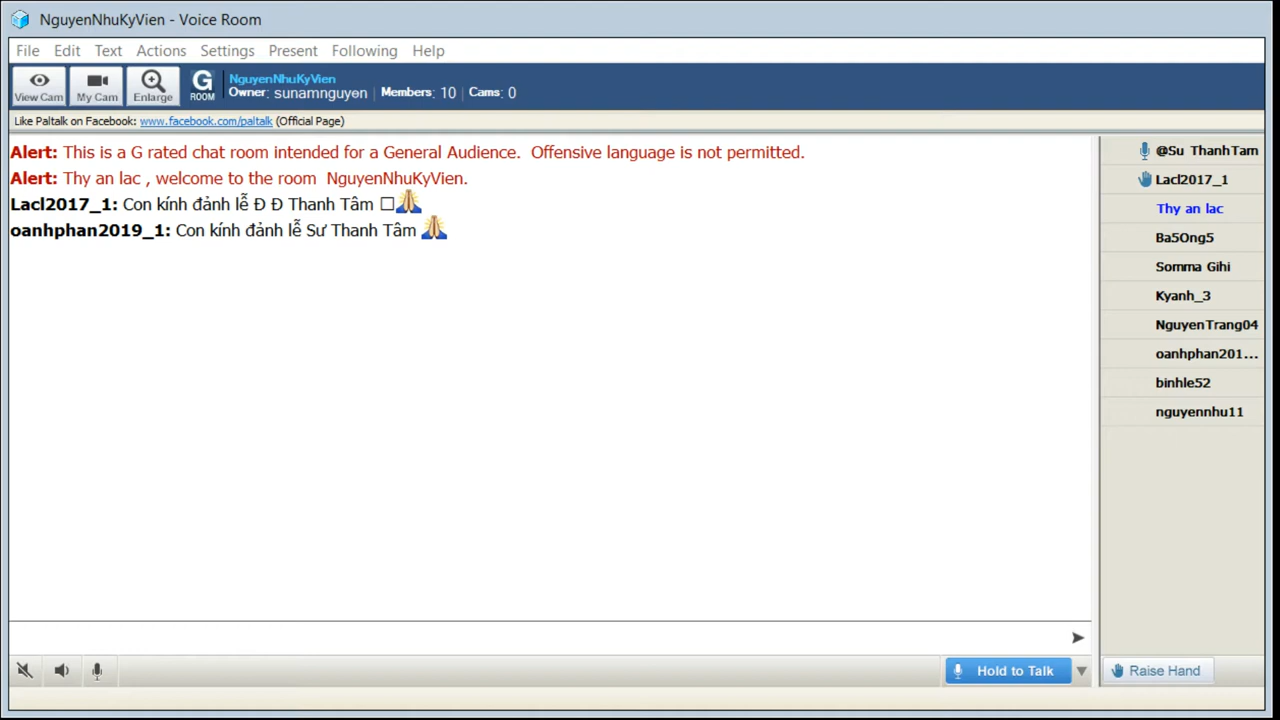 NguyenNhuKyVien - Voice Room
File Edit Text Actions Settings Present Following Help
View Cam My Cam Enlarge G ROOM NguyenNhuKyVien
Owner: sunamnguyen | Members: 10 | Cams: 0
Like Paltalk on Facebook: www.facebook.com/paltalk (Official Page)
Alert: This is a G rated chat room intended for a General Audience. Offensive language is not permitted.
Alert: Thy an lac , welcome to the room NguyenNhuKyVien.
Lacl2017_1: Con kính đảnh lễ Đ Đ Thanh Tâm □🙏
oanhphan2019_1: Con kính đảnh lễ Sư Thanh Tâm 🙏
@Su ThanhTam
Lacl2017_1
Thy an lac
Ba5Ong5
Somma Gihi
Kyanh_3
NguyenTrang04
oanhphan201...
binhle52
nguyennhu11
Hold to Talk
Raise Hand